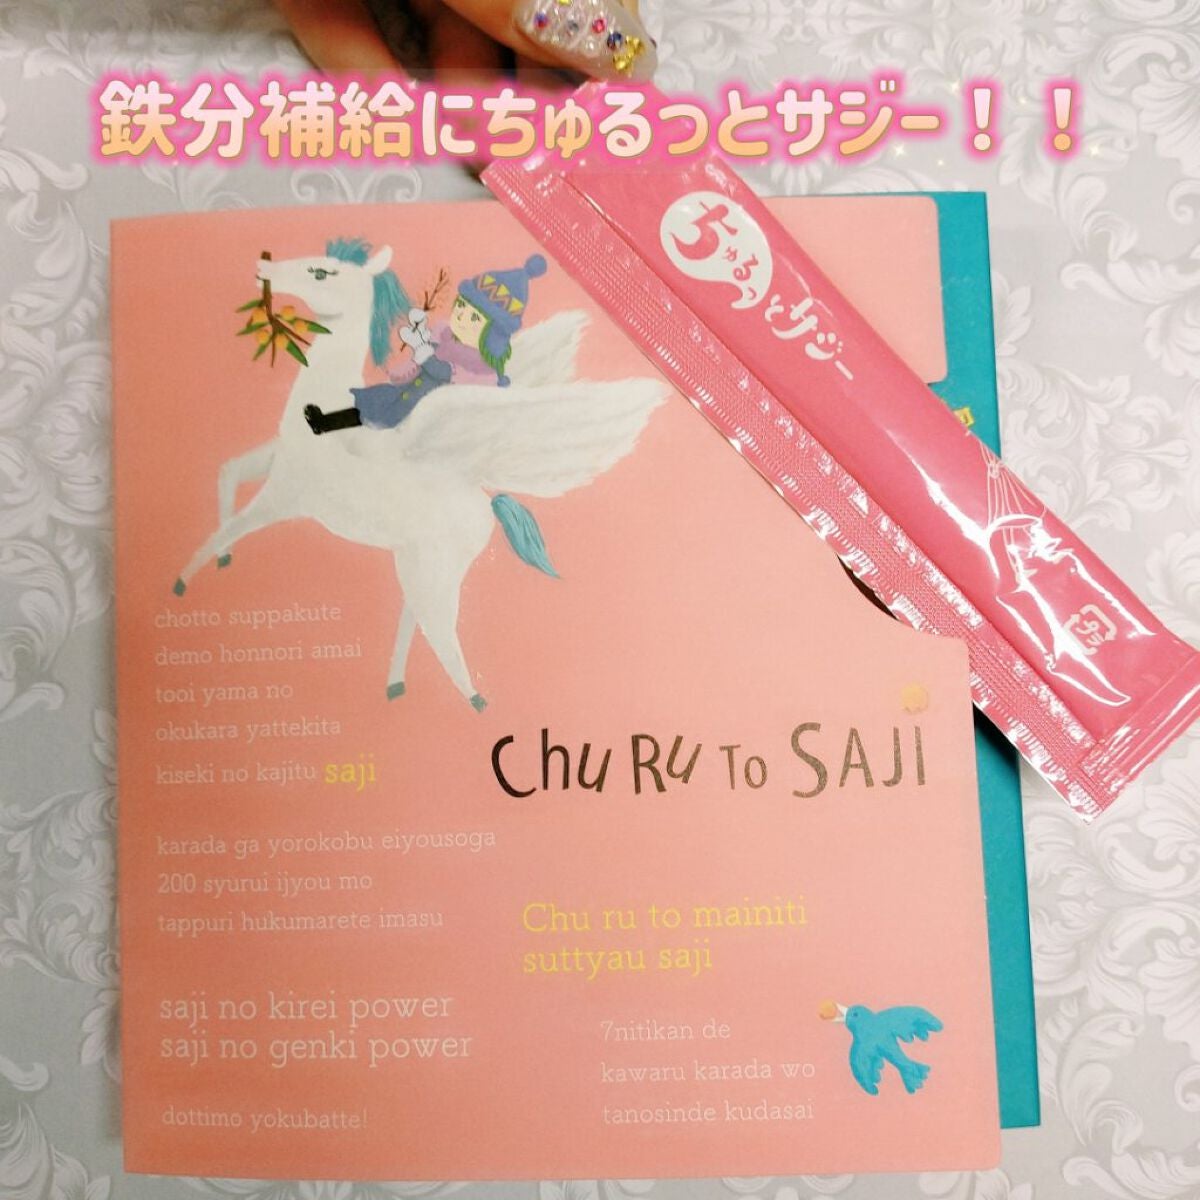 鉄分補給にちゅるっとサジー！！
ちゅるっとサジー
chotto suppakute
demo honnori amai
tooi yama no
okukara yattekita
kiseki no kajitu saji
karada ga yorokobu eiyousoga
200 syurui ijyou mo
tappuri hukumarete imasu
saji no kirei power
saji no genki power
dottimo yokubatte!
Chu Ru To SAJi
Chu ru to mainiti
suttyau saji
7nitikan de
kawaru karada wo
tanosinde kudasai
プラ